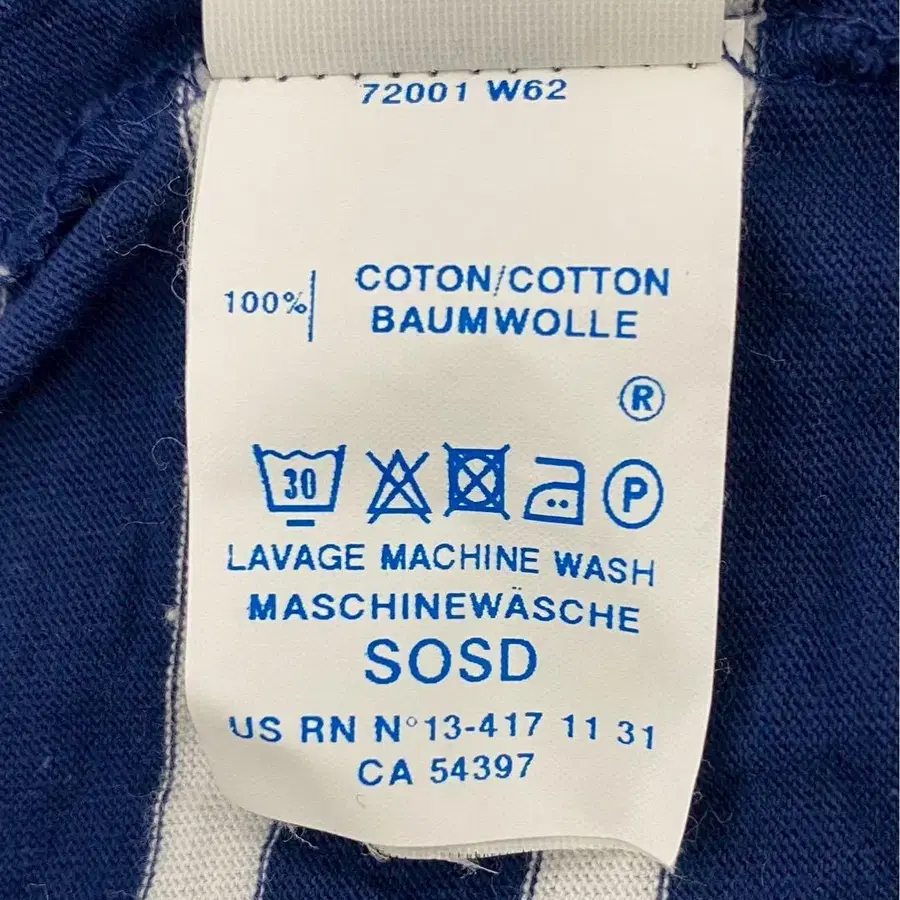 72001 W62
100% COTON/COTTON
BAUMWOLLE
®
30 P
LAVAGE MACHINE WASH
MASCHINEWÄSCHE
SOSD
US RN N°13-417 11 31
CA 54397